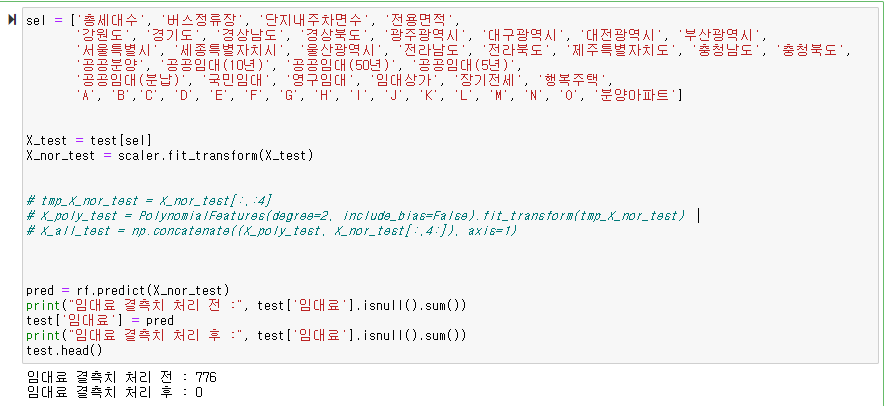 sel = ['총세대수', '버스정류장', '단지내주차면수', '전용면적',
'강원도', '경기도', '경상남도', '경상북도', '광주광역시', '대구광역시', '대전광역시', '부산광역시',
'서울특별시', '세종특별자치시', '울산광역시', '전라남도', '전라북도', '제주특별자치도', '충청남도', '충청북도',
'공공분양', '공공임대(10년)', '공공임대(50년)', '공공임대(5년)',
'공공임대(분납)', '국민임대', '영구임대', '임대상가', '장기전세', '행복주택',
'A', 'B','C', 'D', 'E', 'F', 'G', 'H', 'I', 'J', 'K', 'L', 'M', 'N', 'O', '분양아파트']
X_test = test[sel]
X_nor_test = scaler.fit_transform(X_test)
# tmp_X_nor_test = X_nor_test[:,:4]
# X_poly_test = PolynomialFeatures(degree=2, include_bias=False).fit_transform(tmp_X_nor_test)
# X_all_test = np.concatenate((X_poly_test, X_nor_test[:,4:]), axis=1)
pred = rf.predict(X_nor_test)
print("임대료 결측치 처리 전 :", test['임대료'].isnull().sum())
test['임대료'] = pred
print("임대료 결측치 처리 후 :", test['임대료'].isnull().sum())
test.head()
임대료 결측치 처리 전 : 776
임대료 결측치 처리 후 : 0